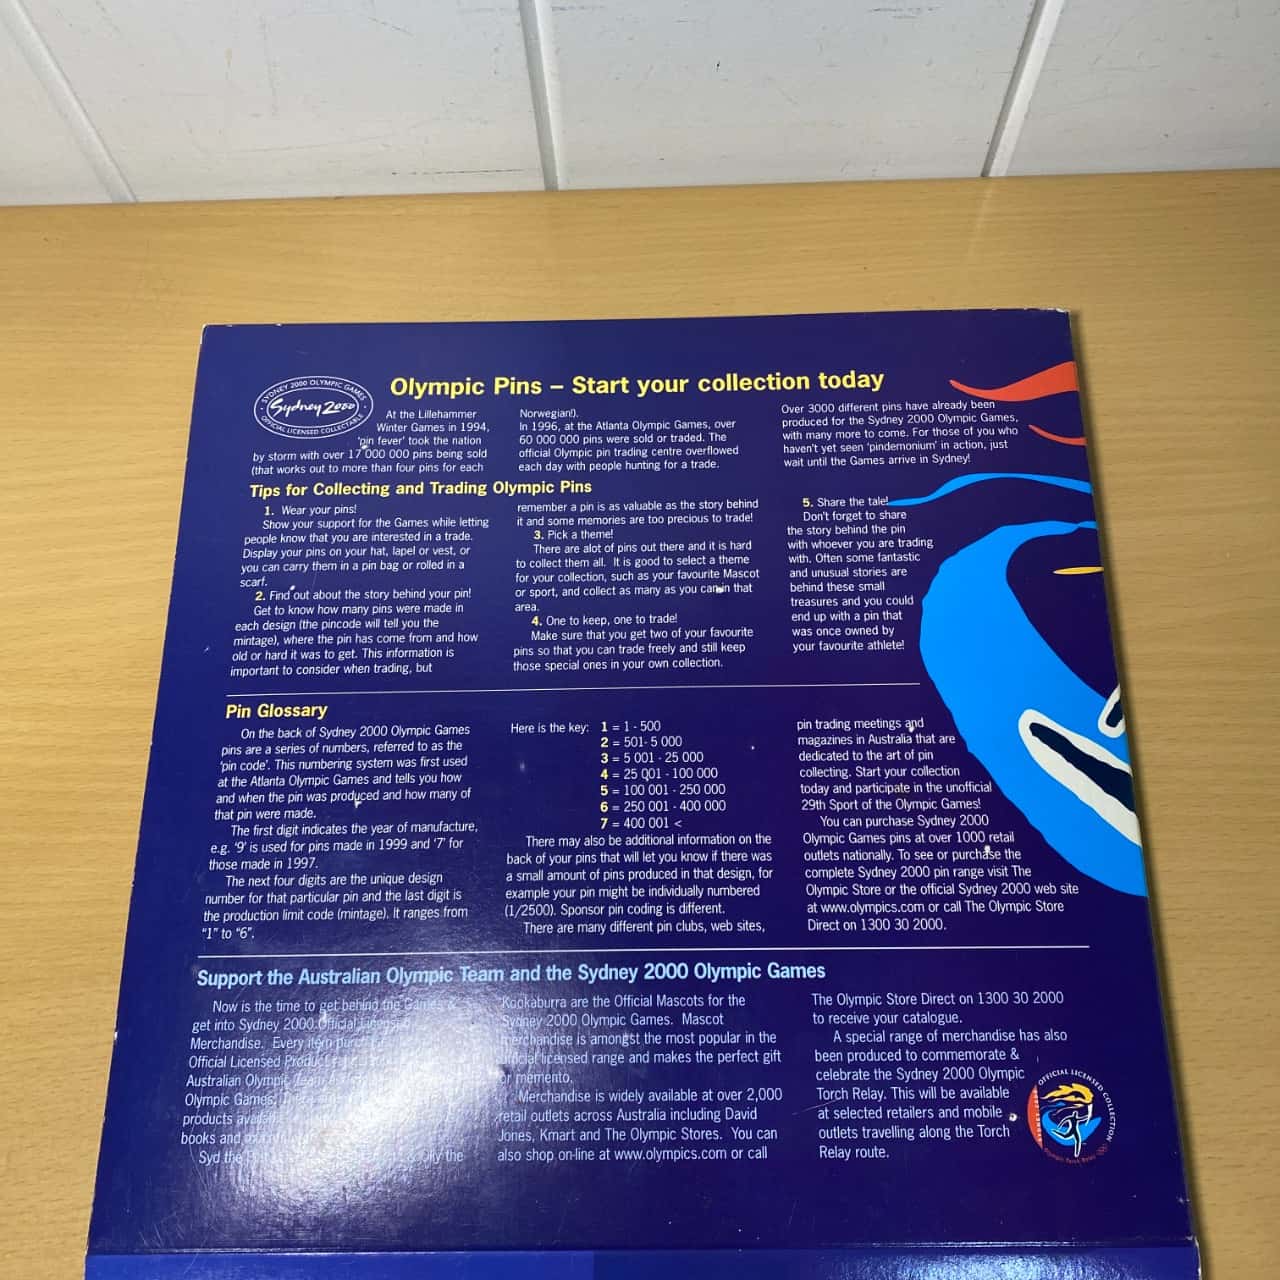 SYDNEY 2000 OLYMPIC GAMES
Sydney 2000
OFFICIAL LICENSED COLLECTABLE
Olympic Pins – Start your collection today
At the Lillehammer
Winter Games in 1994,
'pin fever' took the nation
by storm with over 17 000 000 pins being sold
(that works out to more than four pins for each
Norwegian!).
In 1996, at the Atlanta Olympic Games, over
60 000 000 pins were sold or traded. The
official Olympic pin trading centre overflowed
each day with people hunting for a trade.
Over 3000 different pins have already been
produced for the Sydney 2000 Olympic Games,
with many more to come. For those of you who
haven't yet seen 'pindemonium' in action, just
wait until the Games arrive in Sydney!
Tips for Collecting and Trading Olympic Pins
1. Wear your pins!
Show your support for the Games while letting
people know that you are interested in a trade.
Display your pins on your hat, lapel or vest, or
you can carry them in a pin bag or rolled in a
scarf.
2. Find out about the story behind your pin!
Get to know how many pins were made in
each design (the pincode will tell you the
mintage), where the pin has come from and how
old or hard it was to get. This information is
important to consider when trading, but
remember a pin is as valuable as the story behind
it and some memories are too precious to trade!
3. Pick a theme!
There are alot of pins out there and it is hard
to collect them all. It is good to select a theme
for your collection, such as your favourite Mascot
or sport, and collect as many as you can in that
area.
4. One to keep, one to trade!
Make sure that you get two of your favourite
pins so that you can trade freely and still keep
those special ones in your own collection.
5. Share the tale!
Don't forget to share
the story behind the pin
with whoever you are trading
with. Often some fantastic
and unusual stories are
behind these small
treasures and you could
end up with a pin that
was once owned by
your favourite athlete!
Pin Glossary
On the back of Sydney 2000 Olympic Games
pins are a series of numbers, referred to as the
'pin code'. This numbering system was first used
at the Atlanta Olympic Games and tells you how
and when the pin was produced and how many of
that pin were made.
The first digit indicates the year of manufacture,
e.g. '9' is used for pins made in 1999 and '7' for
those made in 1997.
The next four digits are the unique design
number for that particular pin and the last digit is
the production limit code (mintage). It ranges from
"1" to "6".
Here is the key: 1 = 1 - 500
2 = 501- 5 000
3 = 5 001 - 25 000
4 = 25 001 - 100 000
5 = 100 001 - 250 000
6 = 250 001 - 400 000
7 = 400 001 <
There may also be additional information on the
back of your pins that will let you know if there was
a small amount of pins produced in that design, for
example your pin might be individually numbered
(1/2500). Sponsor pin coding is different.
There are many different pin clubs, web sites,
pin trading meetings and
magazines in Australia that are
dedicated to the art of pin
collecting. Start your collection
today and participate in the unofficial
29th Sport of the Olympic Games!
You can purchase Sydney 2000
Olympic Games pins at over 1000 retail
outlets nationally. To see or purchase the
complete Sydney 2000 pin range visit The
Olympic Store or the official Sydney 2000 web site
at www.olympics.com or call The Olympic Store
Direct on 1300 30 2000.
Support the Australian Olympic Team and the Sydney 2000 Olympic Games
Now is the time to get behind the Games &
get into Sydney 2000 Official Licensed
Merchandise. Every item purc
Official Licensed Product
Australian Olympic Team
Olympic Games.
products availa
books and
Syd the & Olly the
Kookaburra are the Official Mascots for the
Sydney 2000 Olympic Games. Mascot
merchandise is amongst the most popular in the
official licensed range and makes the perfect gift
or memento.
Merchandise is widely available at over 2,000
retail outlets across Australia including David
Jones, Kmart and The Olympic Stores. You can
also shop on-line at www.olympics.com or call
The Olympic Store Direct on 1300 30 2000
to receive your catalogue.
A special range of merchandise has also
been produced to commemorate &
celebrate the Sydney 2000 Olympic
Torch Relay. This will be available
at selected retailers and mobile
outlets travelling along the Torch
Relay route.
OFFICIAL LICENSED COLLECTION
Olympic Torch Relay